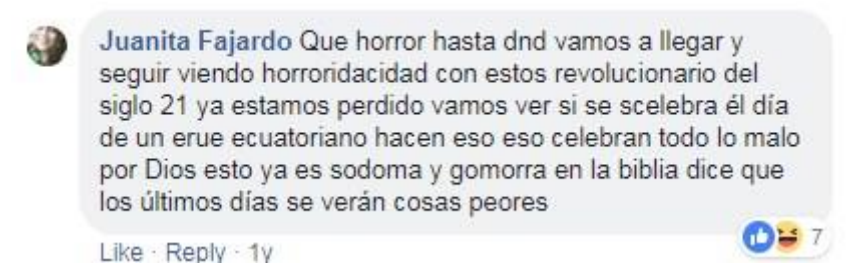 Juanita Fajardo Que horror hasta dnd vamos a llegar y
seguir viendo horroridacidad con estos revolucionario del
siglo 21 ya estamos perdido vamos ver si se scelebra él día
de un erue ecuatoriano hacen eso eso celebran todo lo malo
por Dios esto ya es sodoma y gomorra en la biblia dice que
los últimos días se verán cosas peores
7
Like · Reply · 1y